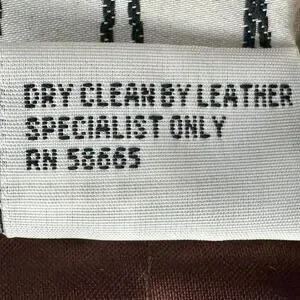 DRY CLEAN BY LEATHER
SPECIALIST ONLY
RN 58665